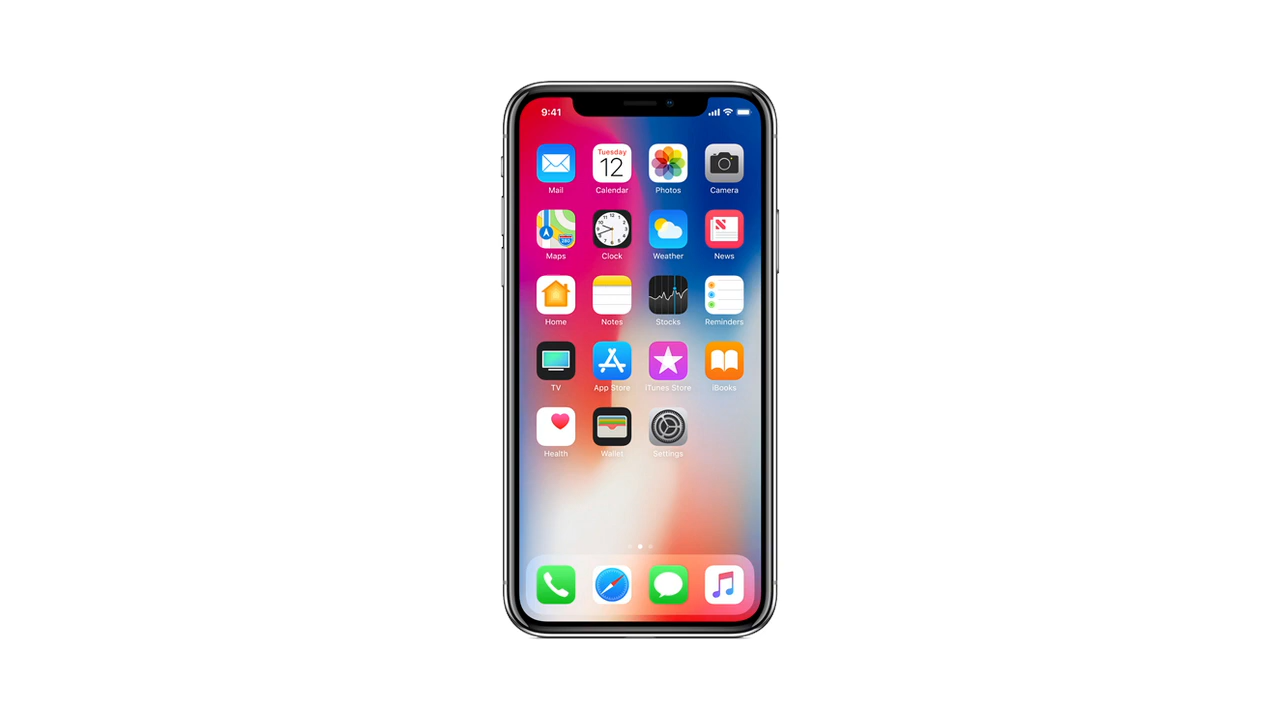 9:41
Tuesday
12
Mail Calendar Photos Camera
280
Maps Clock Weather News
Home Notes Stocks Reminders
TV App Store iTunes Store iBooks
Health Wallet Settings